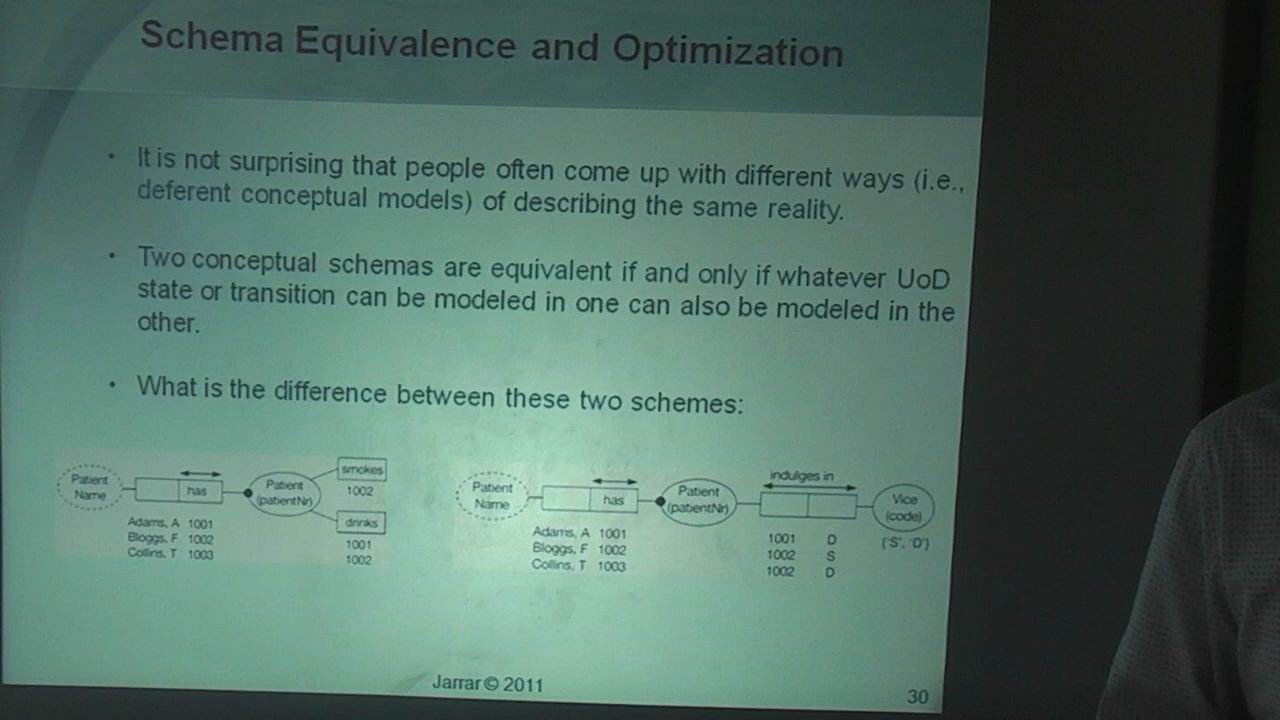 Schema Equivalence and Optimization
• It is not surprising that people often come up with different ways (i.e.,
deferent conceptual models) of describing the same reality.
• Two conceptual schemas are equivalent if and only if whatever UoD
state or transition can be modeled in one can also be modeled in the
other.
• What is the difference between these two schemes:
Patient
Name
has
Patient
(patientNr)
smokes
1002
drinks
1001
1002
Adams, A 1001
Bloggs, F 1002
Collins, T 1003
Patient
Name
has
Patient
(patientNr)
indulges in
Vice
(code)
{'S', 'D'}
Adams, A 1001
Bloggs, F 1002
Collins, T 1003
1001 D
1002 S
1002 D
Jarrar © 2011
30